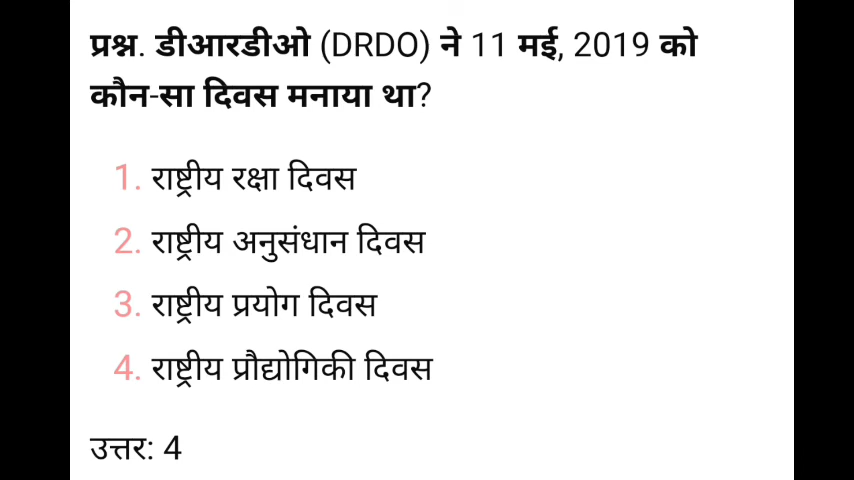 प्रश्न. डीआरडीओ (DRDO) ने 11 मई, 2019 को
कौन-सा दिवस मनाया था?
1. राष्ट्रीय रक्षा दिवस
2. राष्ट्रीय अनुसंधान दिवस
3. राष्ट्रीय प्रयोग दिवस
4. राष्ट्रीय प्रौद्योगिकी दिवस
उत्तर: 4